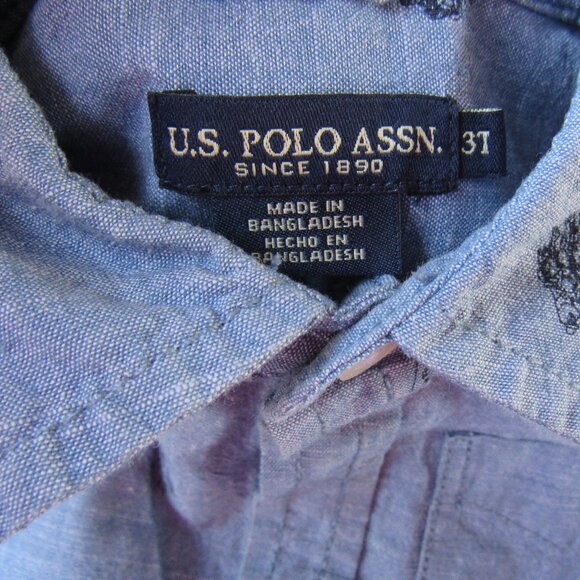 U.S. POLO ASSN.
SINCE 1890
3T
MADE IN
BANGLADESH
HECHO EN
BANGLADESH